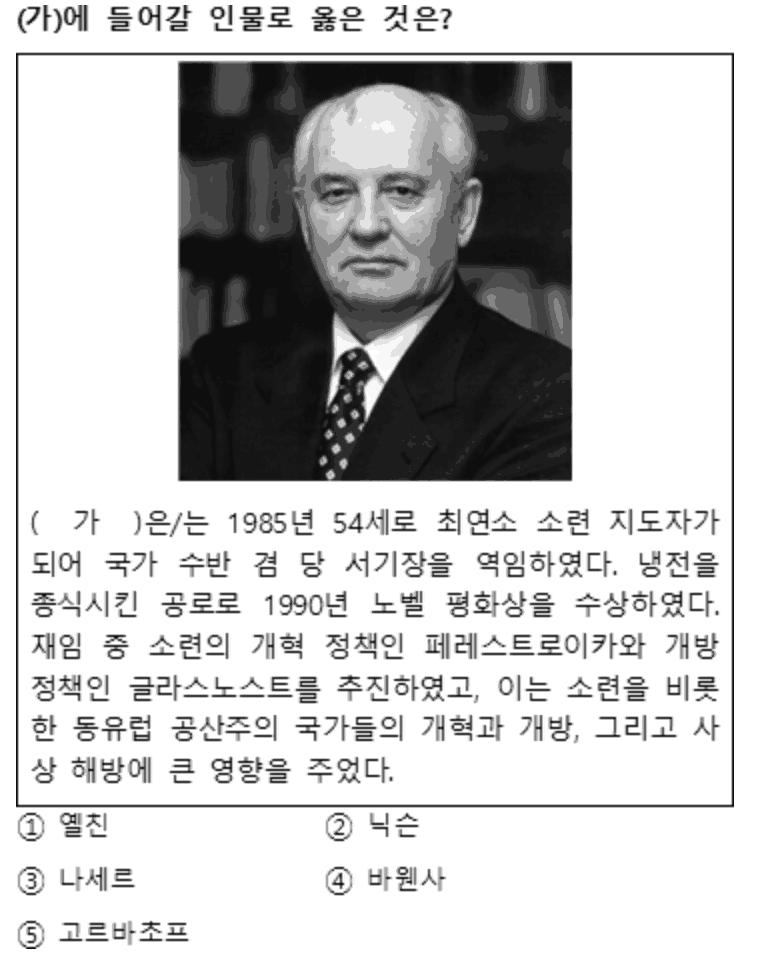 (가)에 들어갈 인물로 옳은 것은?
( 가 )은/는 1985년 54세로 최연소 소련 지도자가
되어 국가 수반 겸 당 서기장을 역임하였다. 냉전을
종식시킨 공로로 1990년 노벨 평화상을 수상하였다.
재임 중 소련의 개혁 정책인 페레스트로이카와 개방
정책인 글라스노스트를 추진하였고, 이는 소련을 비롯
한 동유럽 공산주의 국가들의 개혁과 개방, 그리고 사
상 해방에 큰 영향을 주었다.
① 옐친 ② 닉슨
③ 나세르 ④ 바웬사
⑤ 고르바초프